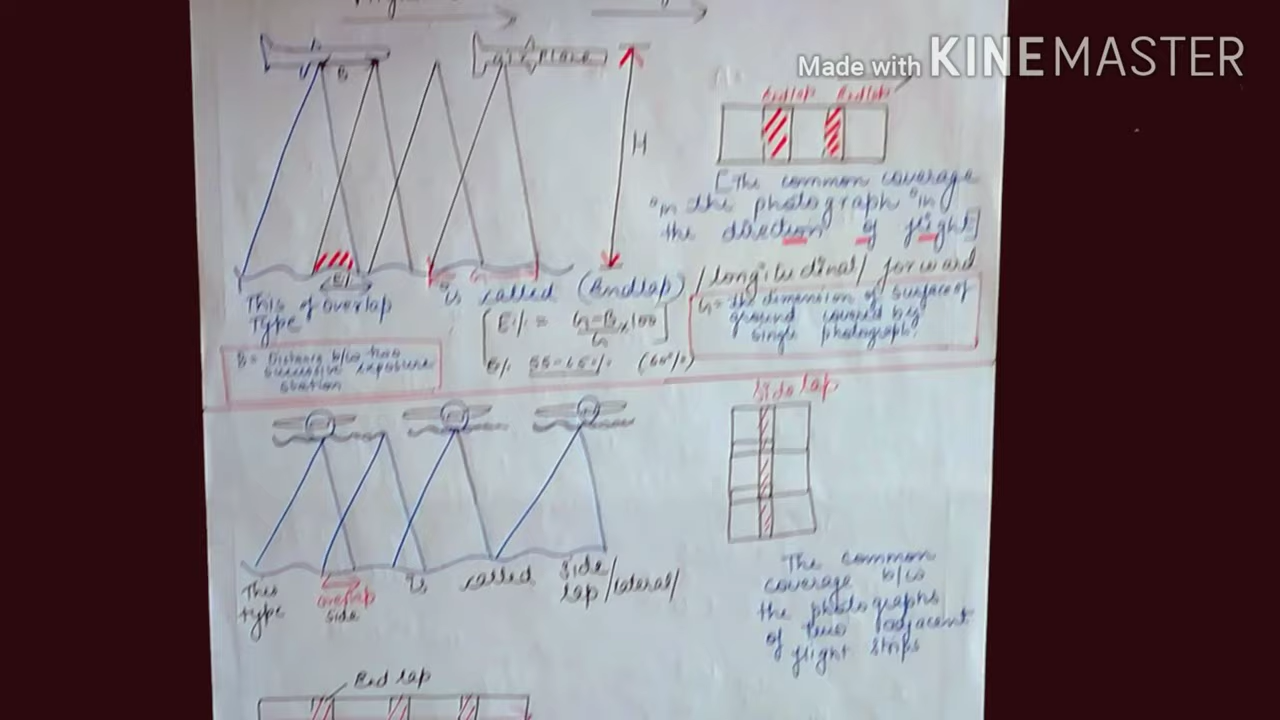 Made with KINEMASTER
B
Air Plane
H
Endlap Endlap
[The common coverage
in the photograph in
the direction of flight]
E%
This of overlap is called (Endlap) /longitudinal/ forward
type
[E% = G-B/G x100]
E% 55-65% (60%)
G= the dimension of surface of
ground covered by
single photograph.
B= Distance b/w two
successive exposure
station
Side lap
This overlap is called side
type side lap/lateral/
The common
coverage b/w
the photographs
of two adjacent
flight strips
End lap